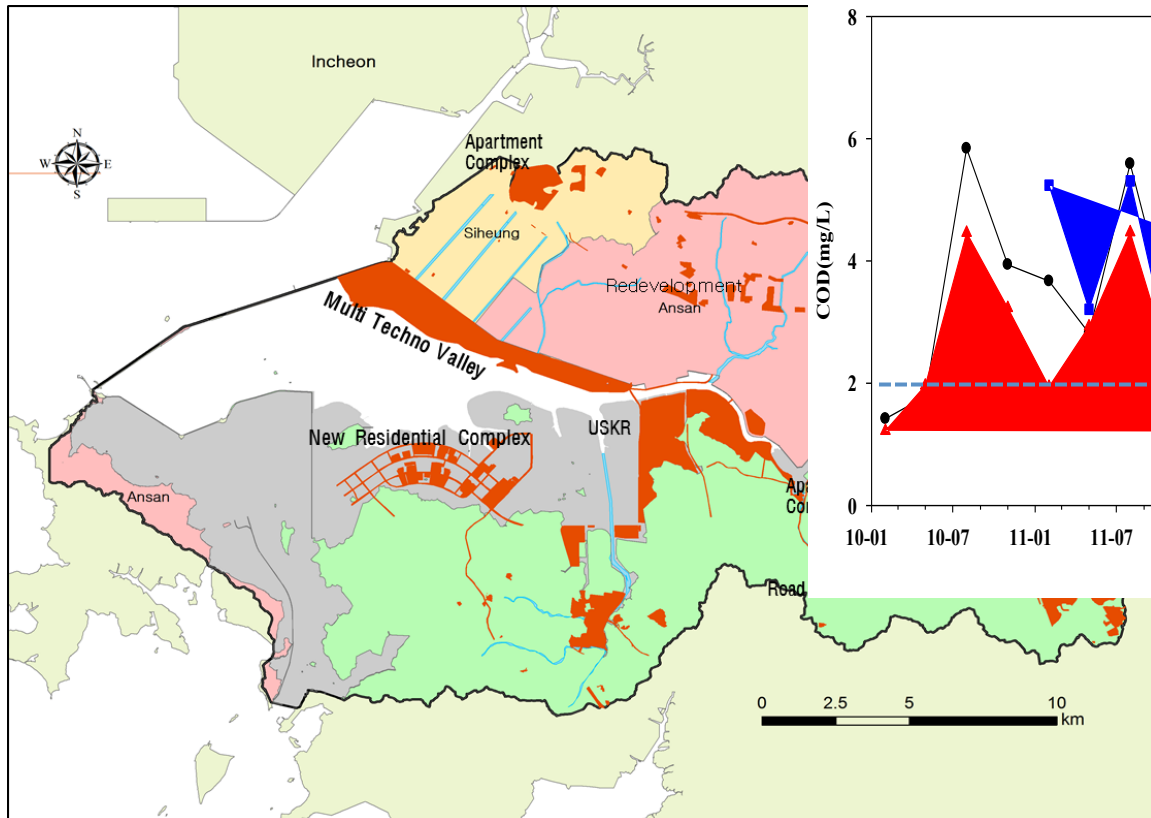 Incheon
N
W
E
S
Apartment
Complex
Siheung
Redevelopment
Ansan
Multi Techno Valley
New Residential Complex
USKR
Ansan
Road
0
2.5
5
10
km
COD(mg/L)
8
6
4
2
0
10-01
10-07
11-01
11-07